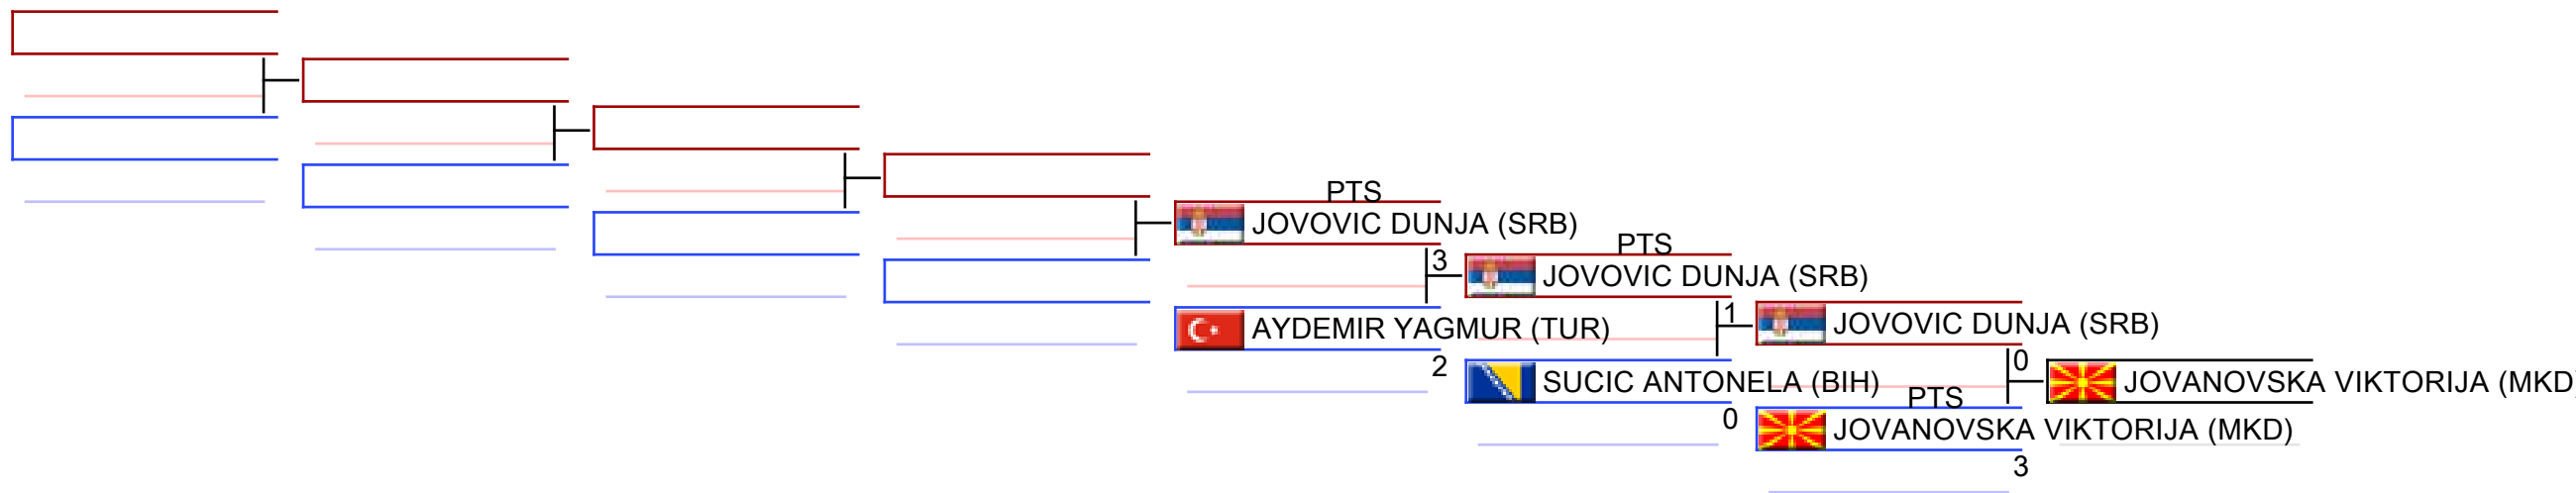 PTS
JOVOVIC DUNJA (SRB)
3
AYDEMIR YAGMUR (TUR)
2
PTS
JOVOVIC DUNJA (SRB)
1
SUCIC ANTONELA (BIH)
0
JOVOVIC DUNJA (SRB)
0
PTS
JOVANOVSKA VIKTORIJA (MKD)
3
JOVANOVSKA VIKTORIJA (MKD)